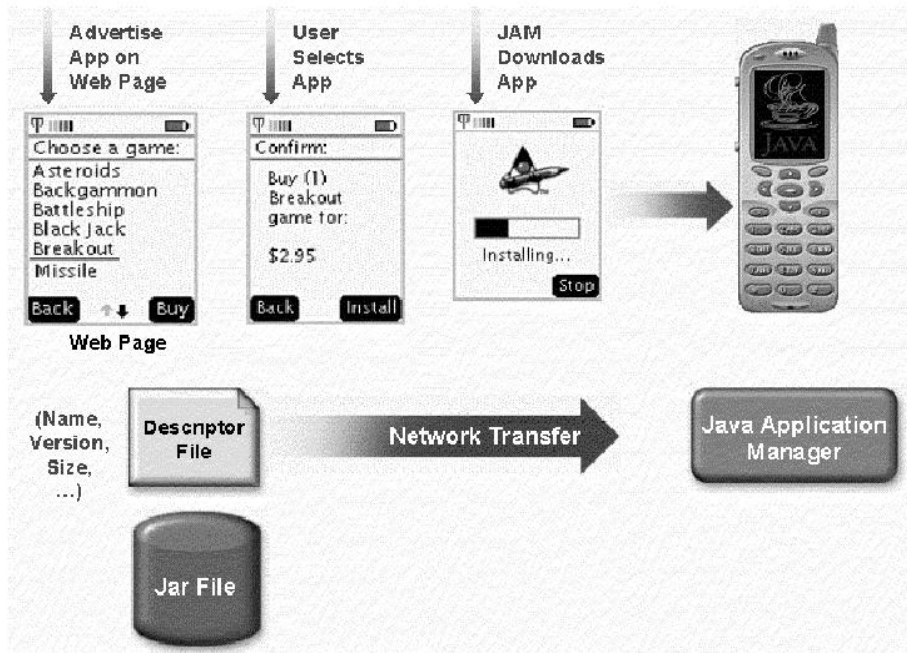 Advertise
App on
Web Page
User
Selects
App
JAM
Downloads
App
Choose a game:
Asteroids
Backgammon
Battleship
Black Jack
Breakout
Missile
Back
Buy
Web Page
Confirm:
Buy (1)
Breakout
game for:
$2.95
Back
Install
Installing...
Stop
JAVA
(Name,
Version,
Size,
...)
Descriptor
File
Network Transfer
Java Application
Manager
Jar File